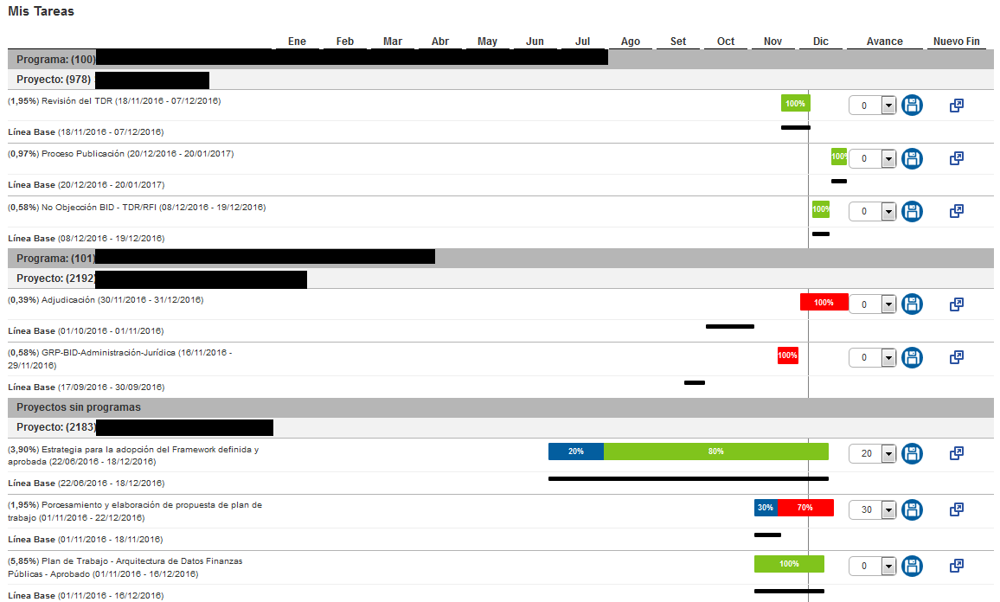 Mis Tareas
Ene Feb Mar Abr May Jun Jul Ago Set Oct Nov Dic Avance Nuevo Fin
Programa: (100)
Proyecto: (978)
(1,95%) Revisión del TDR (18/11/2016 - 07/12/2016) 100% 0
Línea Base (18/11/2016 - 07/12/2016)
(0,97%) Proceso Publicación (20/12/2016 - 20/01/2017) 100% 0
Línea Base (20/12/2016 - 20/01/2017)
(0,58%) No Objección BID - TDR/RFI (08/12/2016 - 19/12/2016) 100% 0
Línea Base (08/12/2016 - 19/12/2016)
Programa: (101)
Proyecto: (2192)
(0,39%) Adjudicación (30/11/2016 - 31/12/2016) 100% 0
Línea Base (01/10/2016 - 01/11/2016)
(0,58%) GRP-BID-Administración-Jurídica (16/11/2016 - 100% 0
29/11/2016)
Línea Base (17/09/2016 - 30/09/2016)
Proyectos sin programas
Proyecto: (2183)
(3,90%) Estrategia para la adopción del Framework definida y 20% 80% 20
aprobada (22/06/2016 - 18/12/2016)
Línea Base (22/06/2016 - 18/12/2016)
(1,95%) Porcesamiento y elaboración de propuesta de plan de 30% 70% 30
trabajo (01/11/2016 - 22/12/2016)
Línea Base (01/11/2016 - 18/11/2016)
(5,85%) Plan de Trabajo - Arquitectura de Datos Finanzas 100% 0
Públicas - Aprobado (01/11/2016 - 16/12/2016)
Línea Base (01/11/2016 - 16/12/2016)